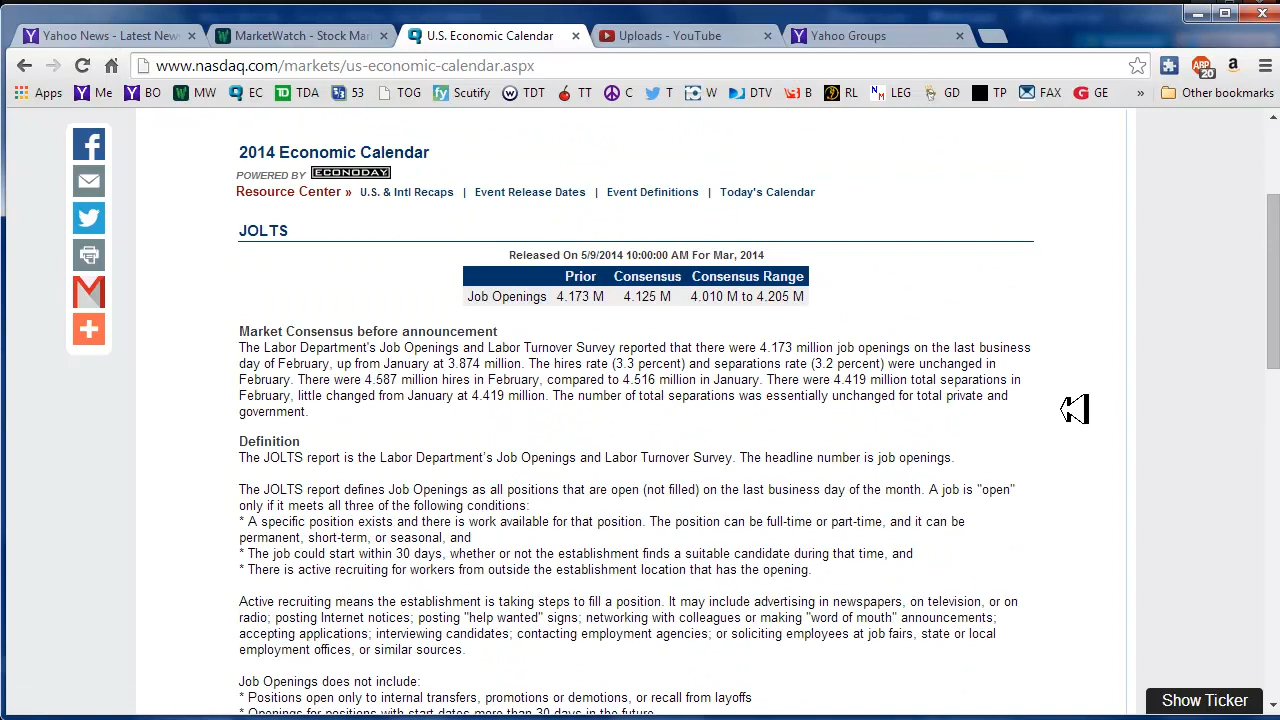 Yahoo News - Latest News
MarketWatch - Stock Mar
U.S. Economic Calendar
Uploads - YouTube
Yahoo Groups
www.nasdaq.com/markets/us-economic-calendar.aspx
ABP
20
Apps Me BO MW EC TDA 53 TOG Scutify TDT TT C T W DTV B RL LEG GD TP FAX GE » Other bookmarks
2014 Economic Calendar
POWERED BY ECONODAY
Resource Center » U.S. & Intl Recaps | Event Release Dates | Event Definitions | Today's Calendar
JOLTS
Released On 5/9/2014 10:00:00 AM For Mar, 2014
Prior Consensus Consensus Range
Job Openings 4.173 M 4.125 M 4.010 M to 4.205 M
Market Consensus before announcement
The Labor Department's Job Openings and Labor Turnover Survey reported that there were 4.173 million job openings on the last business
day of February, up from January at 3.874 million. The hires rate (3.3 percent) and separations rate (3.2 percent) were unchanged in
February. There were 4.587 million hires in February, compared to 4.516 million in January. There were 4.419 million total separations in
February, little changed from January at 4.419 million. The number of total separations was essentially unchanged for total private and
government.
Definition
The JOLTS report is the Labor Department's Job Openings and Labor Turnover Survey. The headline number is job openings.
The JOLTS report defines Job Openings as all positions that are open (not filled) on the last business day of the month. A job is "open"
only if it meets all three of the following conditions:
* A specific position exists and there is work available for that position. The position can be full-time or part-time, and it can be
permanent, short-term, or seasonal, and
* The job could start within 30 days, whether or not the establishment finds a suitable candidate during that time, and
* There is active recruiting for workers from outside the establishment location that has the opening.
Active recruiting means the establishment is taking steps to fill a position. It may include advertising in newspapers, on television, or on
radio; posting Internet notices; posting "help wanted" signs; networking with colleagues or making "word of mouth" announcements;
accepting applications; interviewing candidates; contacting employment agencies; or soliciting employees at job fairs, state or local
employment offices, or similar sources.
Job Openings does not include:
* Positions open only to internal transfers, promotions or demotions, or recall from layoffs
* Openings for positions with start dates more than 30 days in the future
Show Ticker